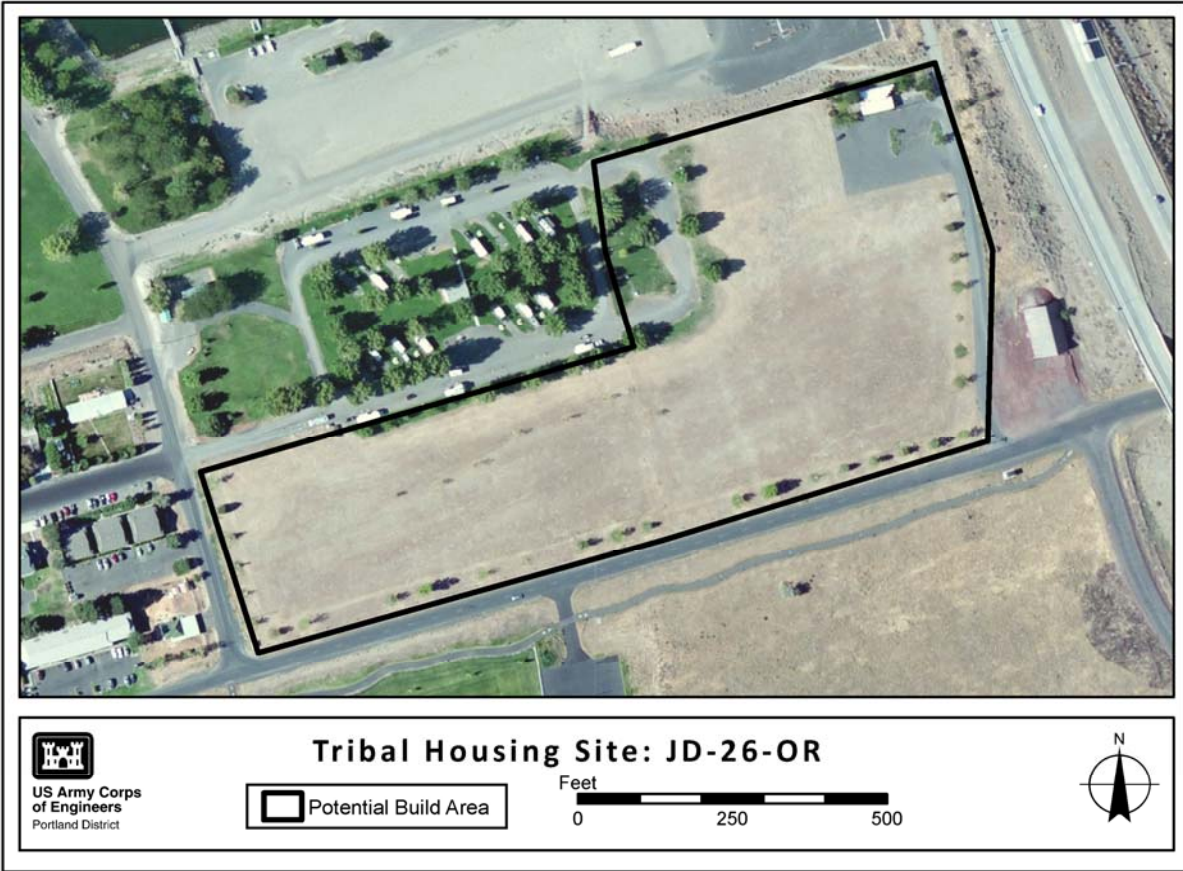 Tribal Housing Site: JD-26-OR
US Army Corps
of Engineers
Portland District
Potential Build Area
Feet
0 250 500
N